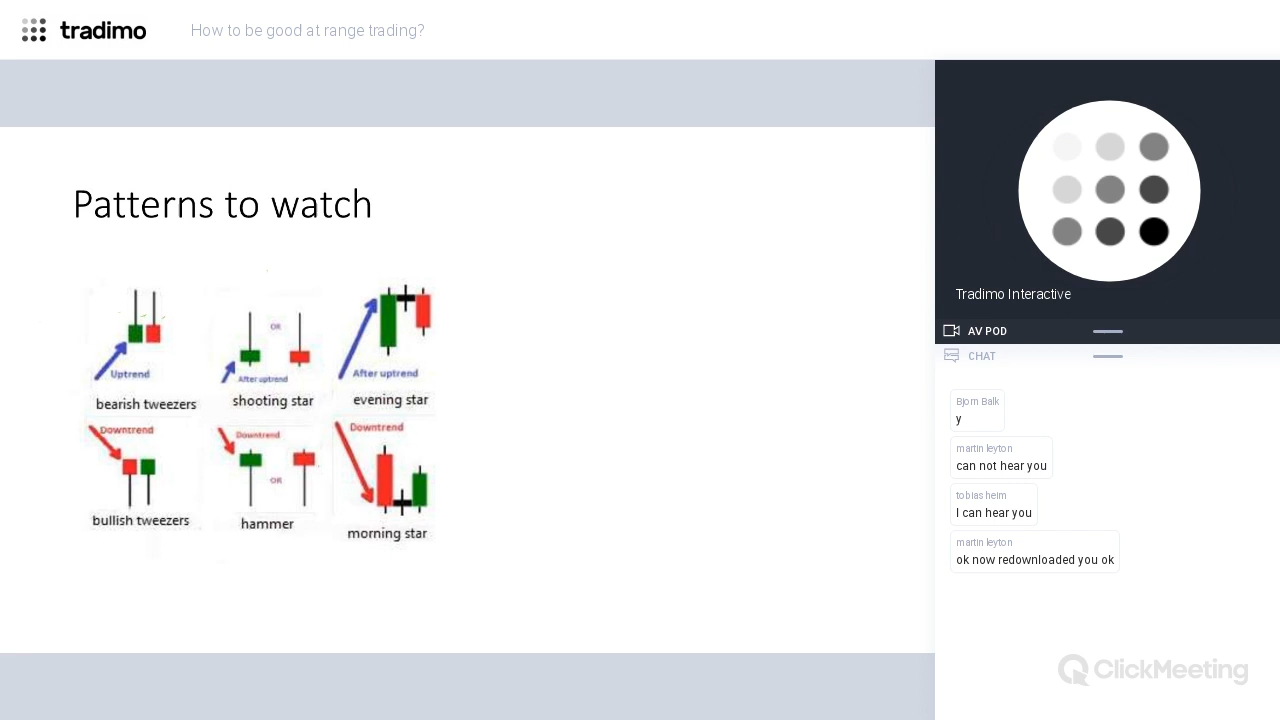 tradimo
How to be good at range trading?
Patterns to watch
Uptrend
bearish tweezers
OR
After uptrend
shooting star
After uptrend
evening star
Downtrend
bullish tweezers
Downtrend
OR
hammer
Downtrend
morning star
Tradimo Interactive
AV POD
CHAT
Bjorn Balk
y
martin leyton
can not hear you
tobias heim
I can hear you
martin leyton
ok now redownloaded you ok
ClickMeeting